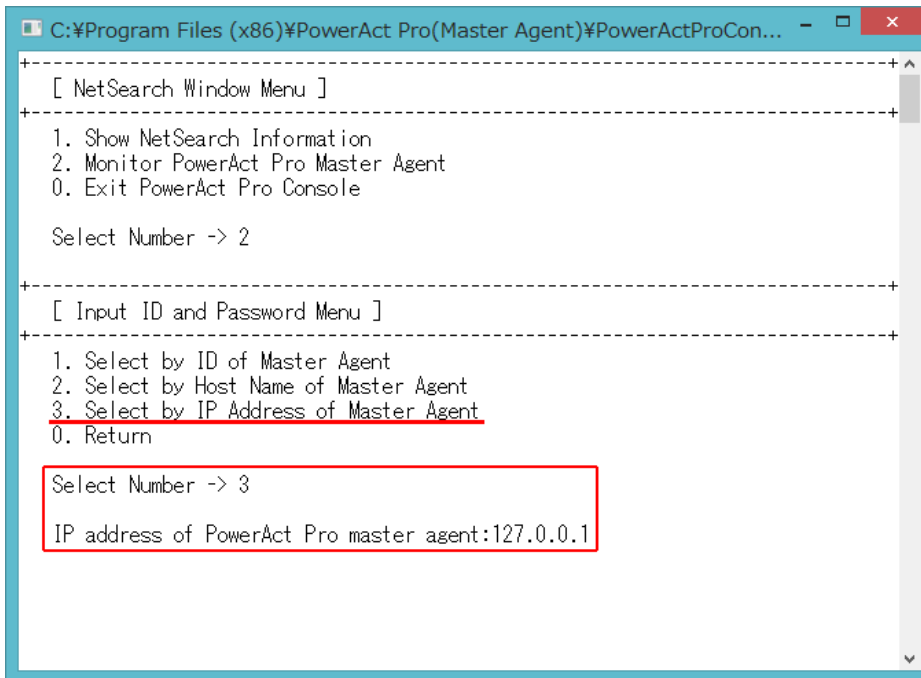 C:¥Program Files (x86)¥PowerAct Pro(Master Agent)¥PowerActProCon...
[ NetSearch Window Menu ]
1. Show NetSearch Information
2. Monitor PowerAct Pro Master Agent
0. Exit PowerAct Pro Console
Select Number -> 2
[ Input ID and Password Menu ]
1. Select by ID of Master Agent
2. Select by Host Name of Master Agent
3. Select by IP Address of Master Agent
0. Return
Select Number -> 3
IP address of PowerAct Pro master agent:127.0.0.1